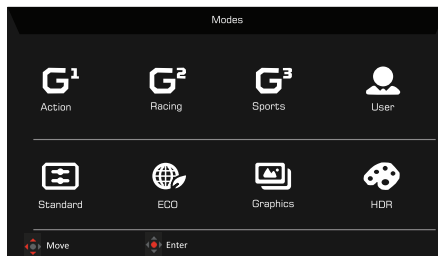 Modes
G¹ G² G³
Action Racing Sports User
Standard ECO Graphics HDR
Move Enter